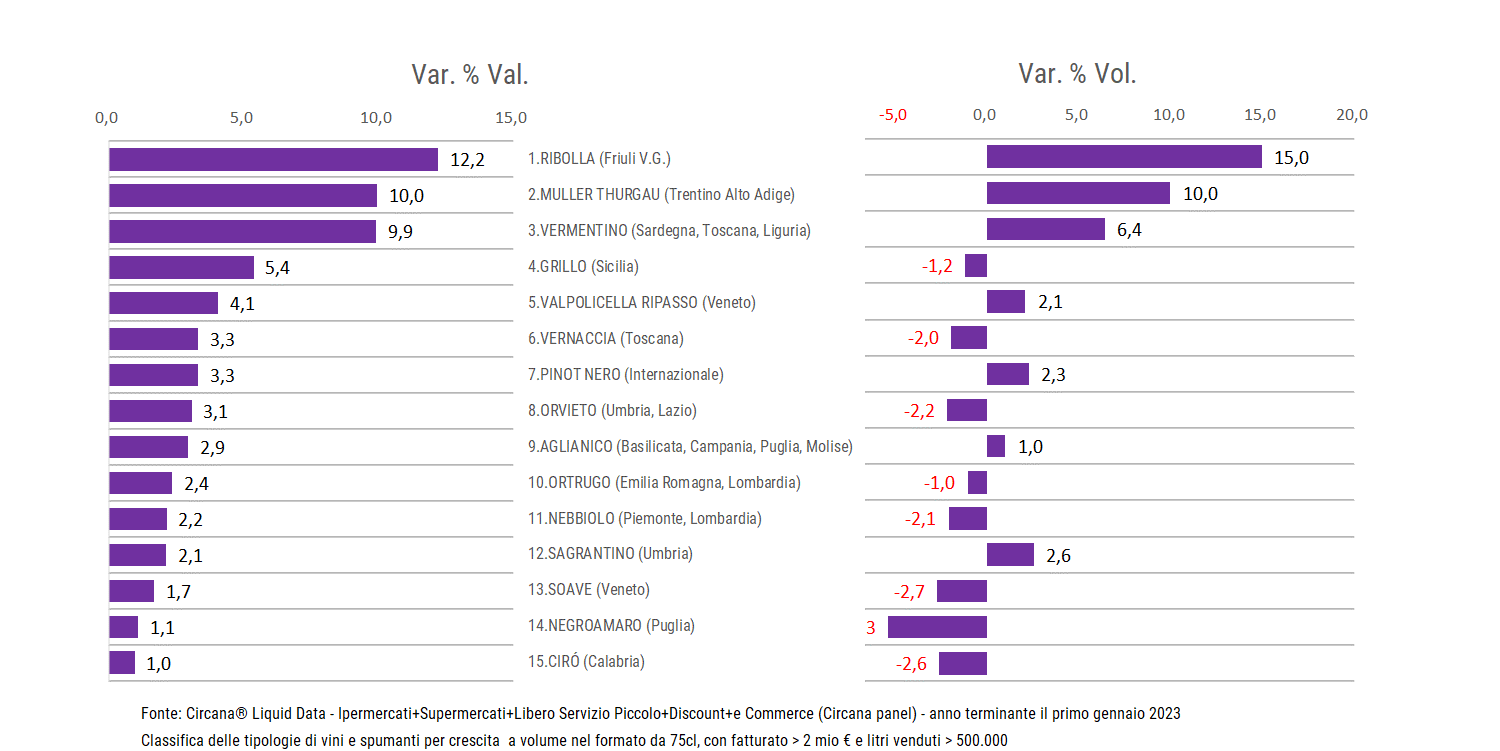 Var. % Val.
Var. % Vol.
0,0 5,0 10,0 15,0
-5,0 0,0 5,0 10,0 15,0 20,0
12,2 1.RIBOLLA (Friuli V.G.) 15,0
10,0 2.MULLER THURGAU (Trentino Alto Adige) 10,0
9,9 3.VERMENTINO (Sardegna, Toscana, Liguria) 6,4
5,4 4.GRILLO (Sicilia) -1,2
4,1 5.VALPOLICELLA RIPASSO (Veneto) 2,1
3,3 6.VERNACCIA (Toscana) -2,0
3,3 7.PINOT NERO (Internazionale) 2,3
3,1 8.ORVIETO (Umbria, Lazio) -2,2
2,9 9.AGLIANICO (Basilicata, Campania, Puglia, Molise) 1,0
2,4 10.ORTRUGO (Emilia Romagna, Lombardia) -1,0
2,2 11.NEBBIOLO (Piemonte, Lombardia) -2,1
2,1 12.SAGRANTINO (Umbria) 2,6
1,7 13.SOAVE (Veneto) -2,7
1,1 14.NEGROAMARO (Puglia) 3
1,0 15.CIRÓ (Calabria) -2,6
Fonte: Circana® Liquid Data - Ipermercati+Supermercati+Libero Servizio Piccolo+Discount+e Commerce (Circana panel) - anno terminante il primo gennaio 2023
Classifica delle tipologie di vini e spumanti per crescita a volume nel formato da 75cl, con fatturato > 2 mio € e litri venduti > 500.000